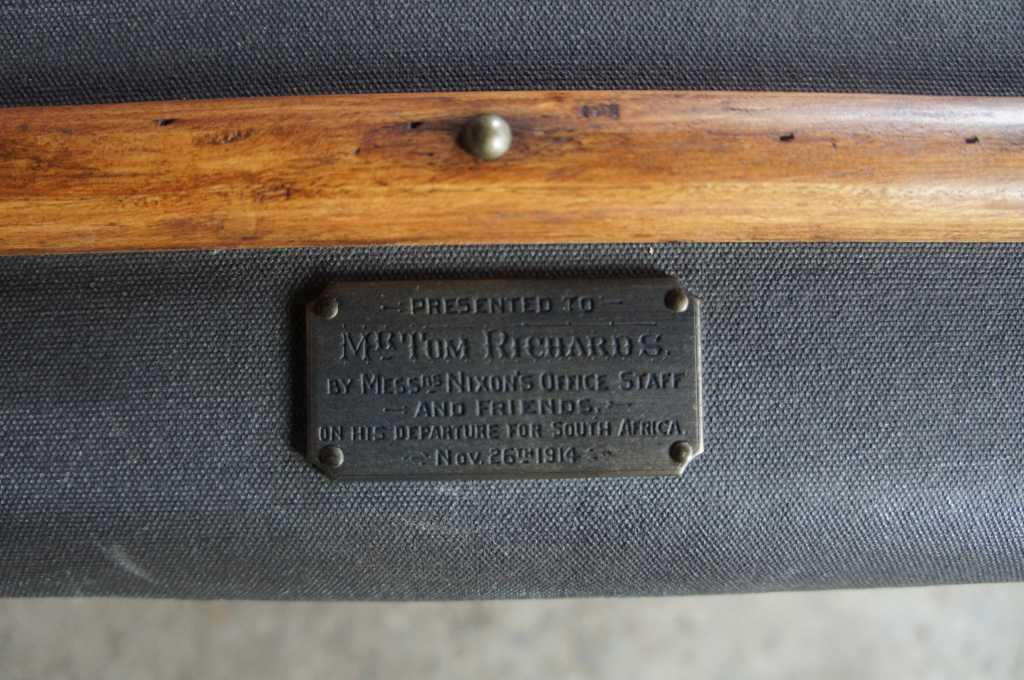 PRESENTED TO
MR TOM RICHARDS.
BY MESSRS NIXON'S OFFICE STAFF
AND FRIENDS.
ON HIS DEPARTURE FOR SOUTH AFRICA.
NOV. 26TH 1914